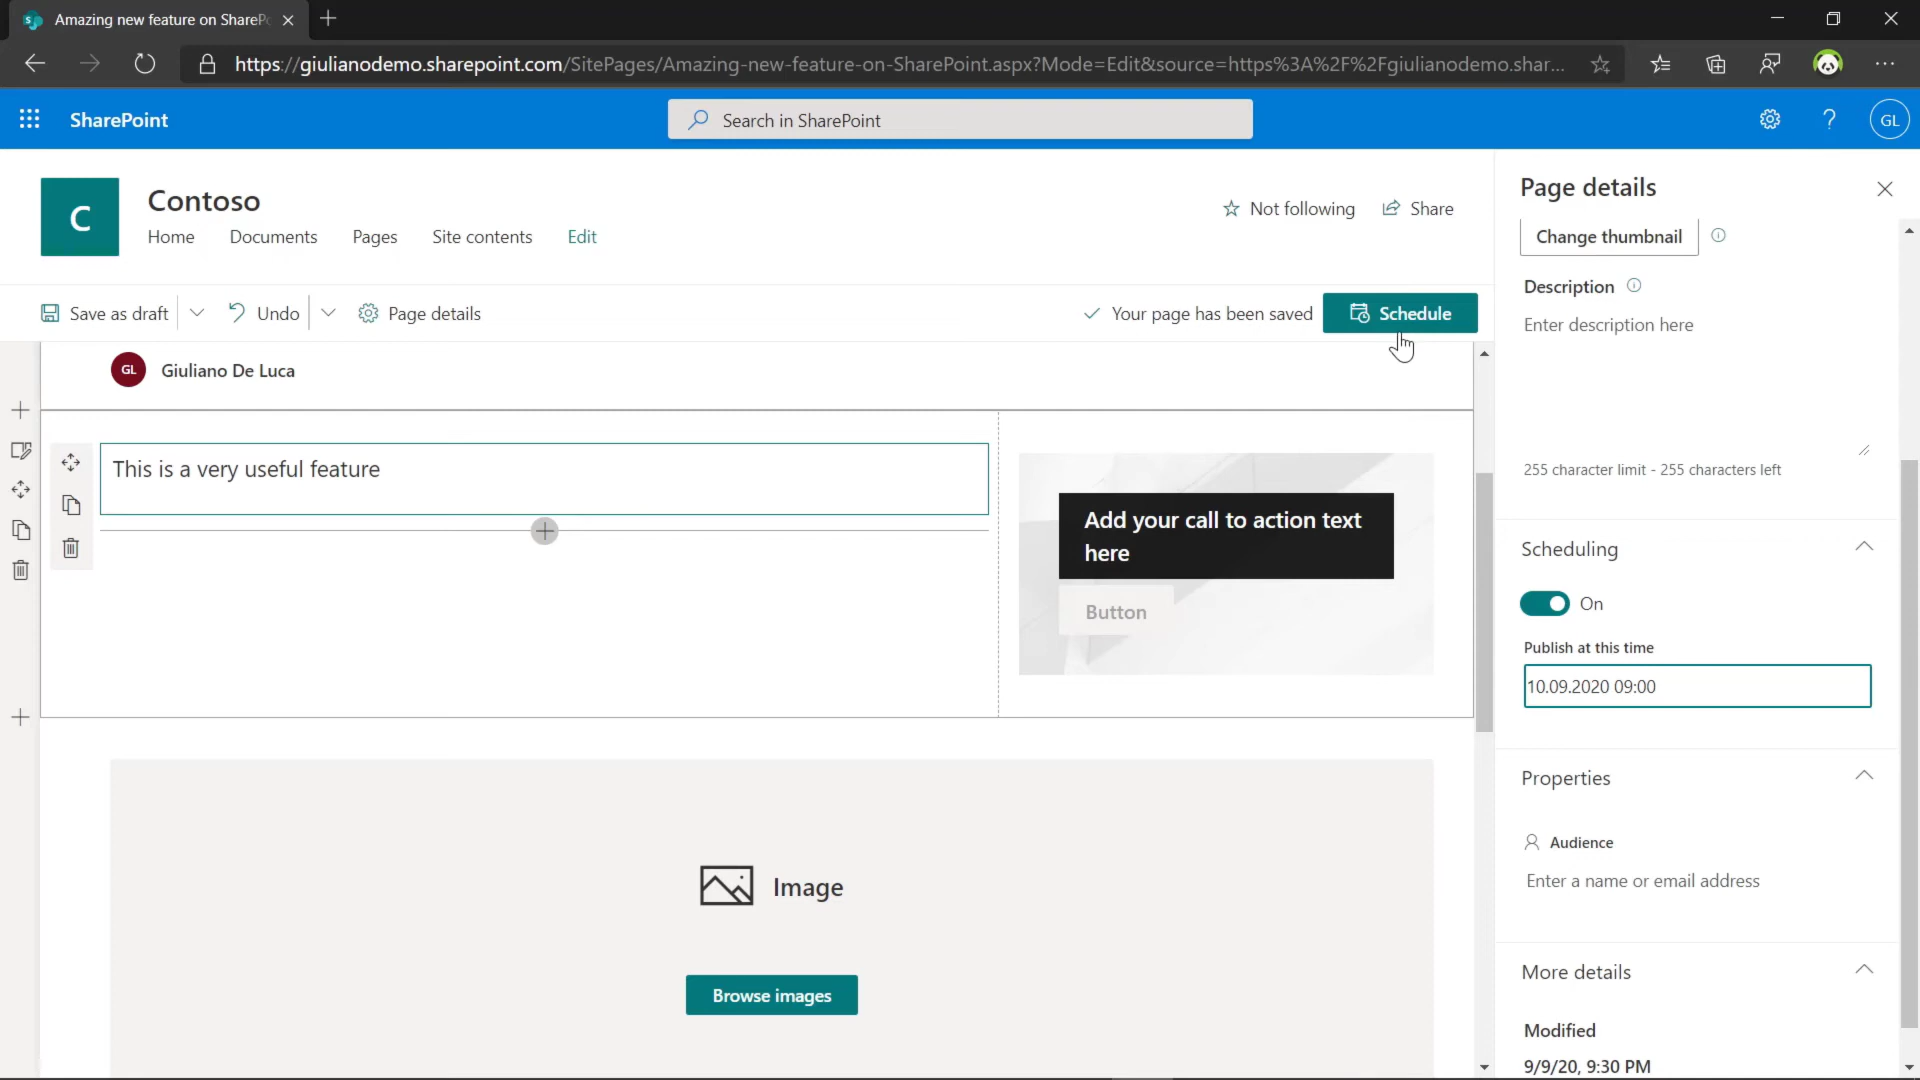 Amazing new feature on SharePo
https://giulianodemo.sharepoint.com/SitePages/Amazing-new-feature-on-SharePoint.aspx?Mode=Edit&source=https%3A%2F%2Fgiulianodemo.shar...
SharePoint
Search in SharePoint
?
GL
C
Contoso
Home Documents Pages Site contents Edit
Not following Share
Save as draft Undo Page details
Your page has been saved Schedule
GL Giuliano De Luca
This is a very useful feature
Add your call to action text
here
Button
Image
Browse images
Page details
Change thumbnail
Description
Enter description here
255 character limit - 255 characters left
Scheduling
On
Publish at this time
10.09.2020 09:00
Properties
Audience
Enter a name or email address
More details
Modified
9/9/20, 9:30 PM